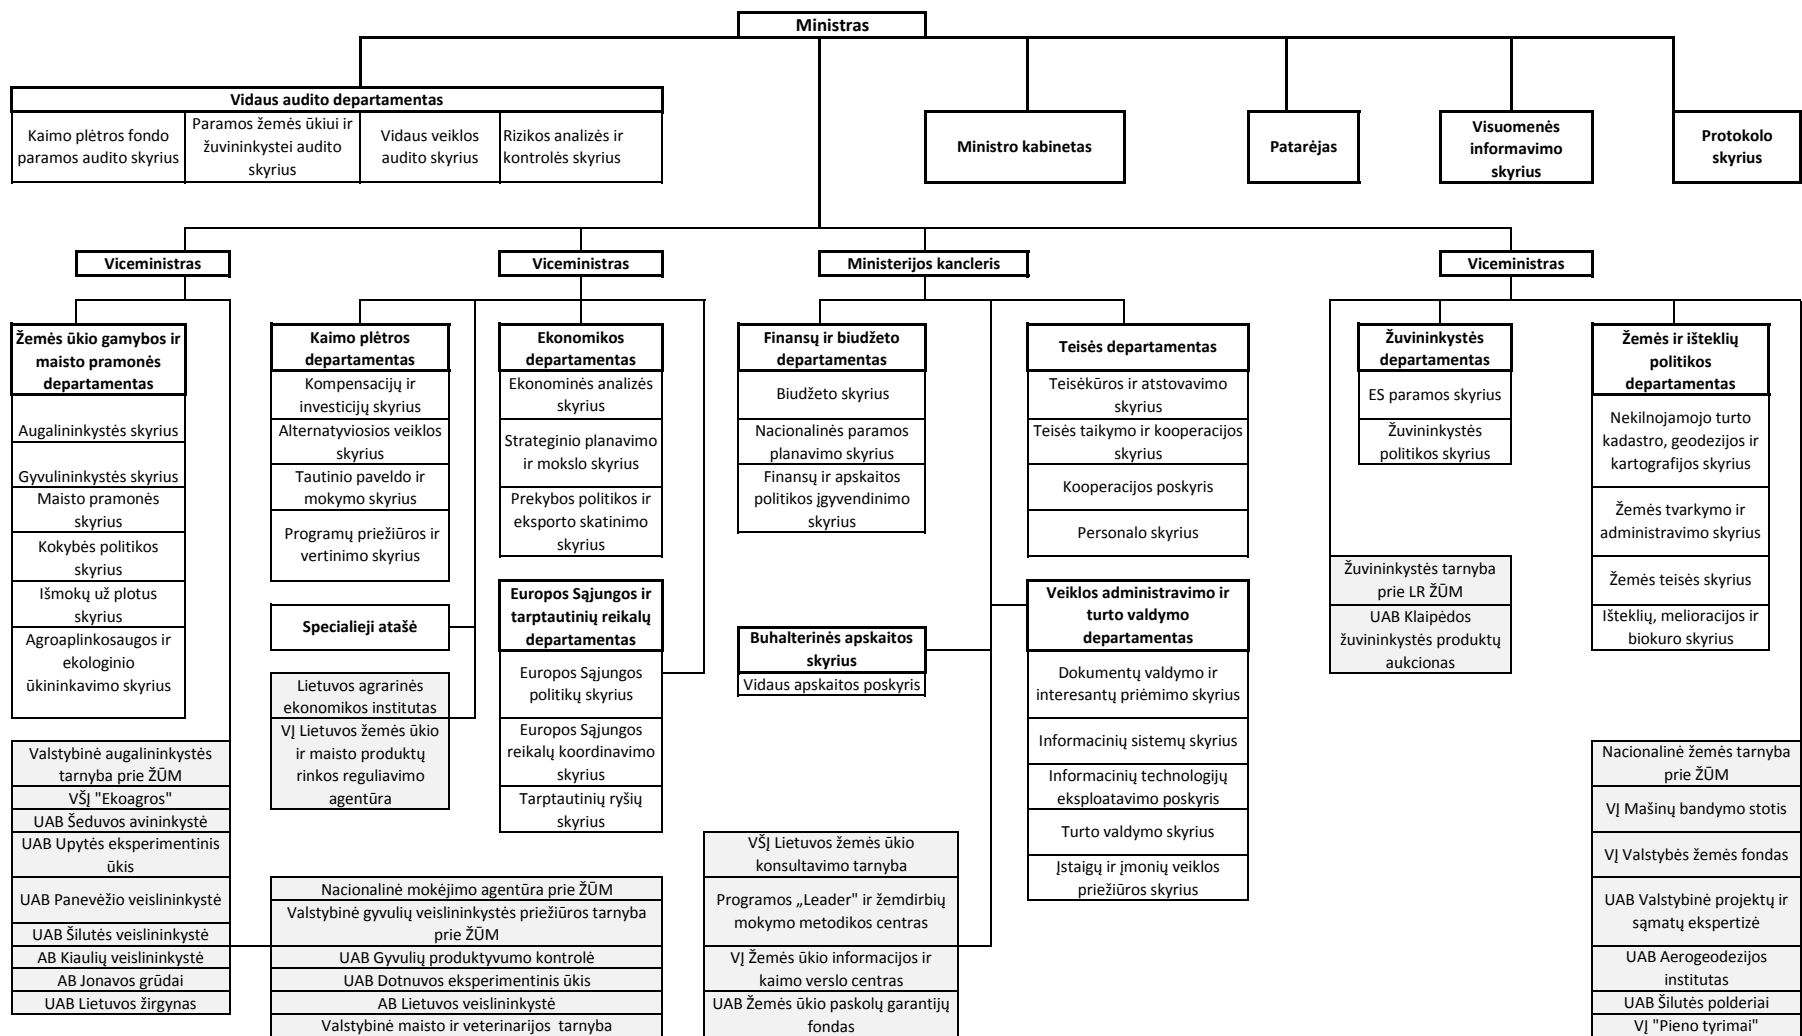 Ministras
Vidaus audito departamentas
Kaimo plėtros fondo
paramos audito skyrius
Paramos žemės ūkiui ir
žuvininkystei audito
skyrius
Vidaus veiklos
audito skyrius
Rizikos analizės ir
kontrolės skyrius
Ministro kabinetas
Patarėjas
Visuomenės
informavimo
skyrius
Protokolo
skyrius
Viceministras
Viceministras
Ministerijos kancleris
Viceministras
Žemės ūkio gamybos ir
maisto pramonės
departamentas
Augalininkystės skyrius
Gyvulininkystės skyrius
Maisto pramonės
skyrius
Kokybės politikos
skyrius
Išmokų už plotus
skyrius
Agroaplinkosaugos ir
ekologinio
ūkininkavimo skyrius
Valstybinė augalininkystės
tarnyba prie ŽŪM
VŠĮ "Ekoagros"
UAB Šeduvos avininkystė
UAB Upytės eksperimentinis
ūkis
UAB Panevėžio veislininkystė
UAB Šilutės veislininkystė
AB Kiaulių veislininkystė
AB Jonavos grūdai
UAB Lietuvos žirgynas
Kaimo plėtros
departamentas
Kompensacijų ir
investicijų skyrius
Alternatyviosios veiklos
skyrius
Tautinio paveldo ir
mokymo skyrius
Programų priežiūros ir
vertinimo skyrius
Specialieji atašė
Lietuvos agrarinės
ekonomikos institutas
VĮ Lietuvos žemės ūkio
ir maisto produktų
rinkos reguliavimo
agentūra
Nacionalinė mokėjimo agentūra prie ŽŪM
Valstybinė gyvulių veislininkystės priežiūros tarnyba
prie ŽŪM
UAB Gyvulių produktyvumo kontrolė
UAB Dotnuvos eksperimentinis ūkis
AB Lietuvos veislininkystė
Valstybinė maisto ir veterinarijos tarnyba
Ekonomikos
departamentas
Ekonominės analizės
skyrius
Strateginio planavimo
ir mokslo skyrius
Prekybos politikos ir
eksporto skatinimo
skyrius
Europos Sąjungos ir
tarptautinių reikalų
departamentas
Europos Sąjungos
politikų skyrius
Europos Sąjungos
reikalų koordinavimo
skyrius
Tarptautinių ryšių
skyrius
Finansų ir biudžeto
departamentas
Biudžeto skyrius
Nacionalinės paramos
planavimo skyrius
Finansų ir apskaitos
politikos įgyvendinimo
skyrius
Buhalterinės apskaitos
skyrius
Vidaus apskaitos poskyris
VŠĮ Lietuvos žemės ūkio
konsultavimo tarnyba
Programos „Leader" ir žemdirbių
mokymo metodikos centras
VĮ Žemės ūkio informacijos ir
kaimo verslo centras
UAB Žemės ūkio paskolų garantijų
fondas
Teisės departamentas
Teisėkūros ir atstovavimo
skyrius
Teisės taikymo ir kooperacijos
skyrius
Kooperacijos poskyris
Personalo skyrius
Veiklos administravimo ir
turto valdymo
departamentas
Dokumentų valdymo ir
interesantų priėmimo skyrius
Informacinių sistemų skyrius
Informacinių technologijų
eksploatavimo poskyris
Turto valdymo skyrius
Įstaigų ir įmonių veiklos
priežiūros skyrius
Žuvininkystės
departamentas
ES paramos skyrius
Žuvininkystės
politikos skyrius
Žuvininkystės tarnyba
prie LR ŽŪM
UAB Klaipėdos
žuvininkystės produktų
aukcionas
Žemės ir išteklių
politikos
departamentas
Nekilnojamojo turto
kadastro, geodezijos ir
kartografijos skyrius
Žemės tvarkymo ir
administravimo skyrius
Žemės teisės skyrius
Išteklių, melioracijos ir
biokuro skyrius
Nacionalinė žemės tarnyba
prie ŽŪM
VĮ Mašinų bandymo stotis
VĮ Valstybės žemės fondas
UAB Valstybinė projektų ir
sąmatų ekspertizė
UAB Aerogeodezijos
institutas
UAB Šilutės polderiai
VĮ "Pieno tyrimai"